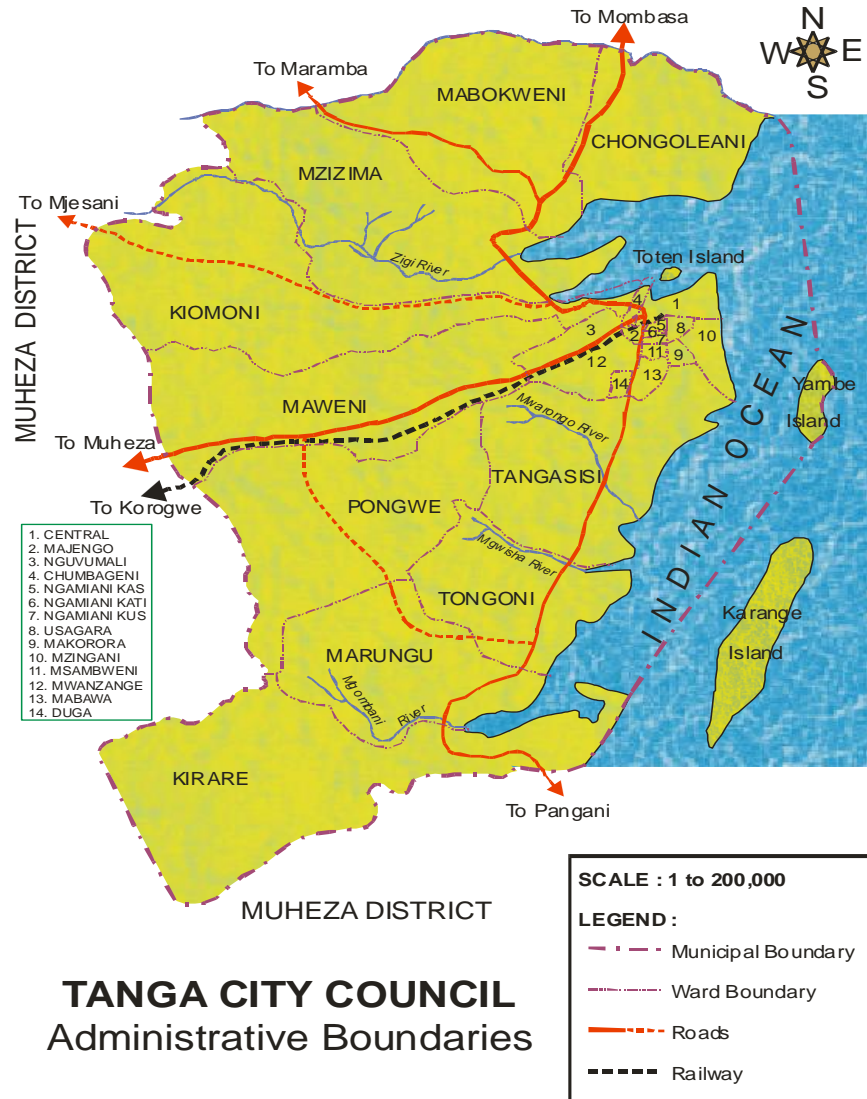 N
W E
S
To Mombasa
To Maramba
MABOKWENI
CHONGOLEANI
MZIZIMA
To Mjesani
MUHEZA DISTRICT
Zigi River
Toten Island
KIOMONI
1
2
3
4
5
6
7
8
9
10
11
12
13
14
INDIAN OCEAN
Yambe
Island
MAWENI
To Muheza
Mwarongo River
TANGASISI
To Korogwe
PONGWE
Mgwisha River
1. CENTRAL
2. MAJENGO
3. NGUVUMALI
4. CHUMBAGENI
5. NGAMIANI KAS
6. NGAMIANI KATI
7. NGAMIANI KUS
8. USAGARA
9. MAKORORA
10. MZINGANI
11. MSAMBWENI
12. MWANZANGE
13. MABAWA
14. DUGA
TONGONI
Karange
Island
MARUNGU
Mgombani River
KIRARE
To Pangani
MUHEZA DISTRICT
SCALE : 1 to 200,000
LEGEND :
Municipal Boundary
Ward Boundary
Roads
Railway
TANGA CITY COUNCIL
Administrative Boundaries